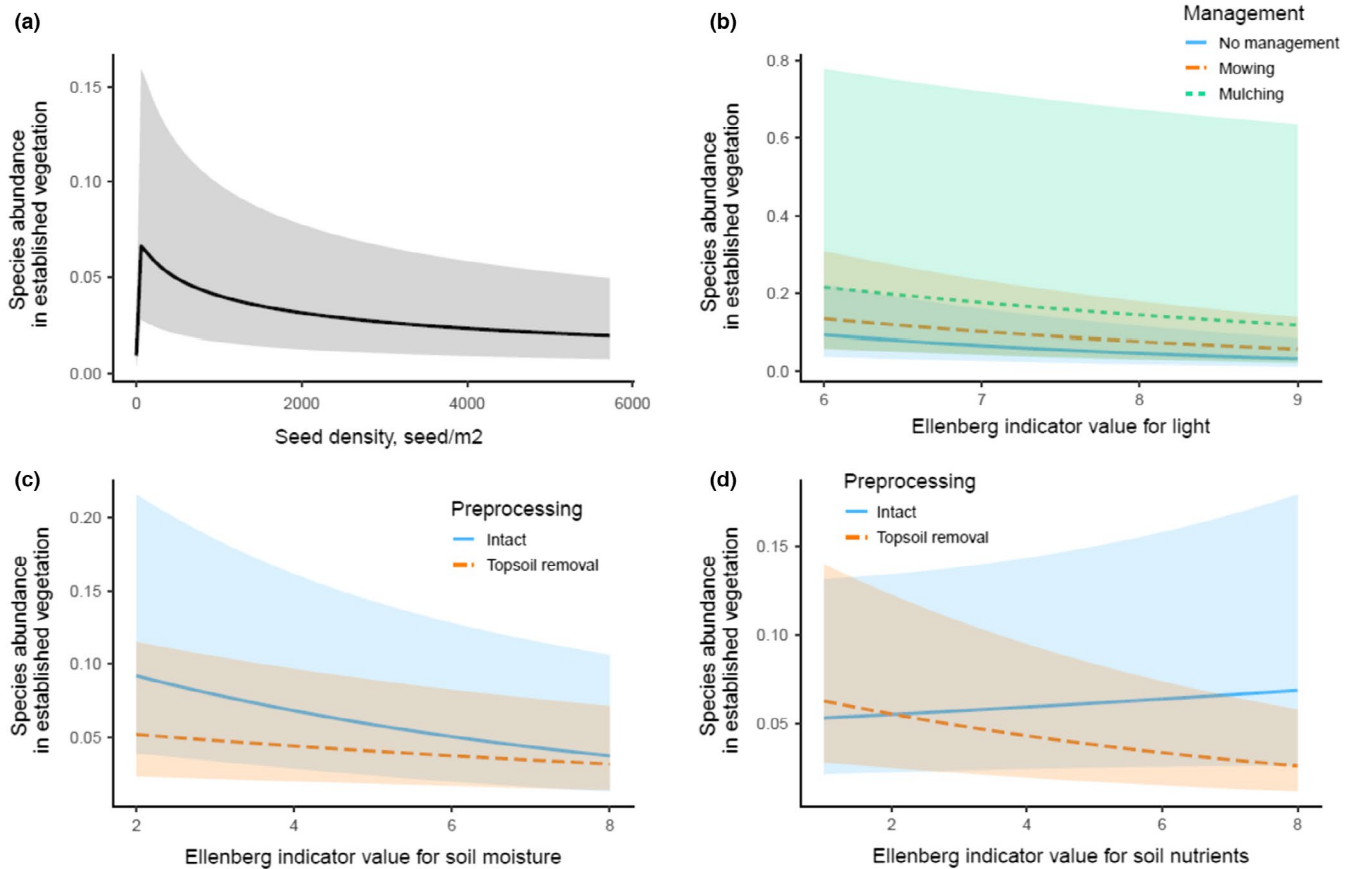 (a)
Species abundance
in established vegetation
0.15
0.10
0.05
0.00
0
2000
4000
6000
Seed density, seed/m2
(b)
Management
No management
Mowing
Mulching
Species abundance
in established vegetation
0.8
0.6
0.4
0.2
0.0
6
7
8
9
Ellenberg indicator value for light
(c)
Preprocessing
Intact
Topsoil removal
Species abundance
in established vegetation
0.20
0.15
0.10
0.05
2
4
6
8
Ellenberg indicator value for soil moisture
(d)
Preprocessing
Intact
Topsoil removal
Species abundance
in established vegetation
0.15
0.10
0.05
2
4
6
8
Ellenberg indicator value for soil nutrients